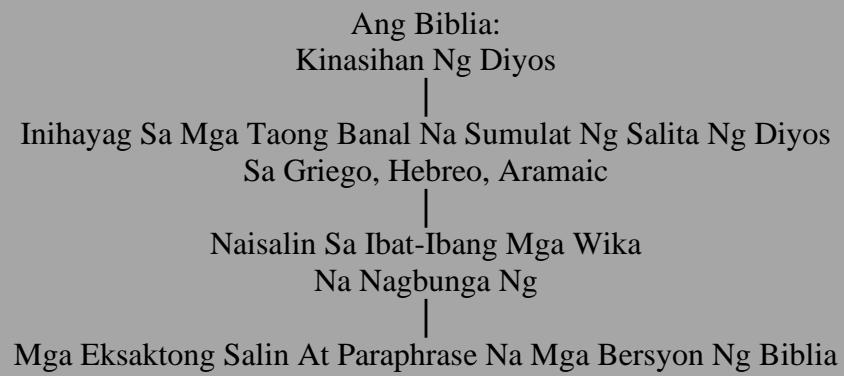 Ang Biblia:
Kinasihan Ng Diyos
Inihayag Sa Mga Taong Banal Na Sumulat Ng Salita Ng Diyos
Sa Griego, Hebreo, Aramaic
Naisalin Sa Ibat-Ibang Mga Wika
Na Nagbunga Ng
Mga Eksaktong Salin At Paraphrase Na Mga Bersyon Ng Biblia